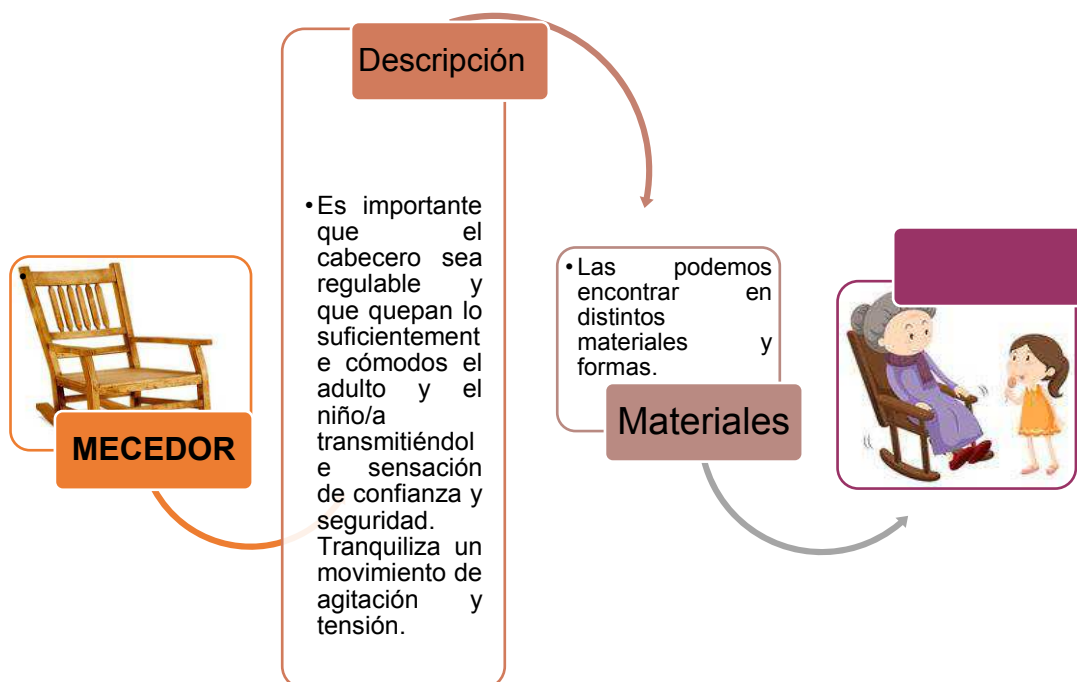 MECEDOR
Descripción
•Es importante
que el
cabecero sea
regulable y
que quepan lo
suficientement
e cómodos el
adulto y el
niño/a
transmitiéndol
e sensación
de confianza y
seguridad.
Tranquiliza un
movimiento de
agitación y
tensión.
•Las podemos
encontrar en
distintos
materiales y
formas.
Materiales